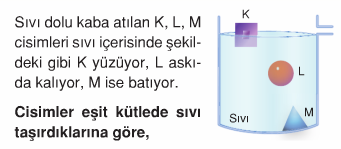 Sıvı dolu kaba atılan K, L, M
cisimleri sıvı içerisinde şekil-
deki gibi K yüzüyor, L askı-
da kalıyor, M ise batıyor.
Cisimler eşit kütlede sıvı
taşırdıklarına göre,
K
L
M
Sıvı